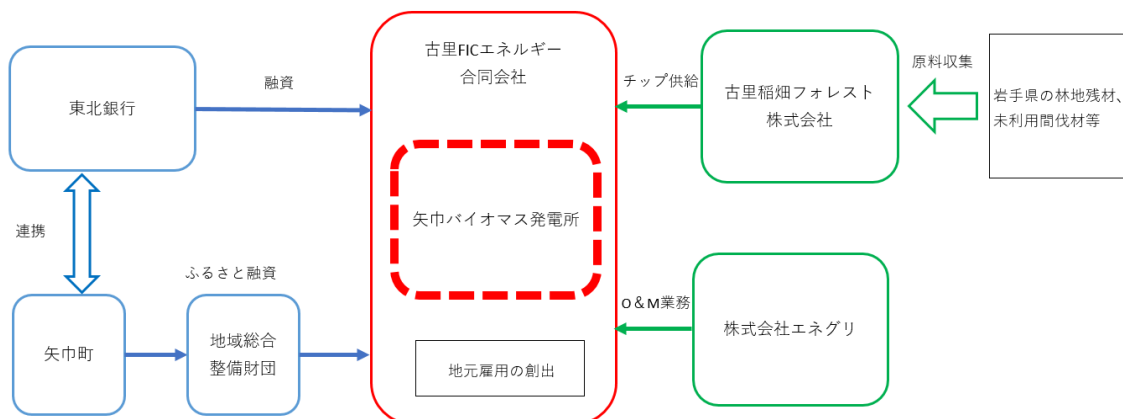 古里FICエネルギー
合同会社
東北銀行
融資
チップ供給
古里稲畑フォレスト
株式会社
原料収集
岩手県の林地残材、
未利用間伐材等
矢巾バイオマス発電所
連携
ふるさと融資
矢巾町
地域総合
整備財団
地元雇用の創出
O&M業務
株式会社エネグリ